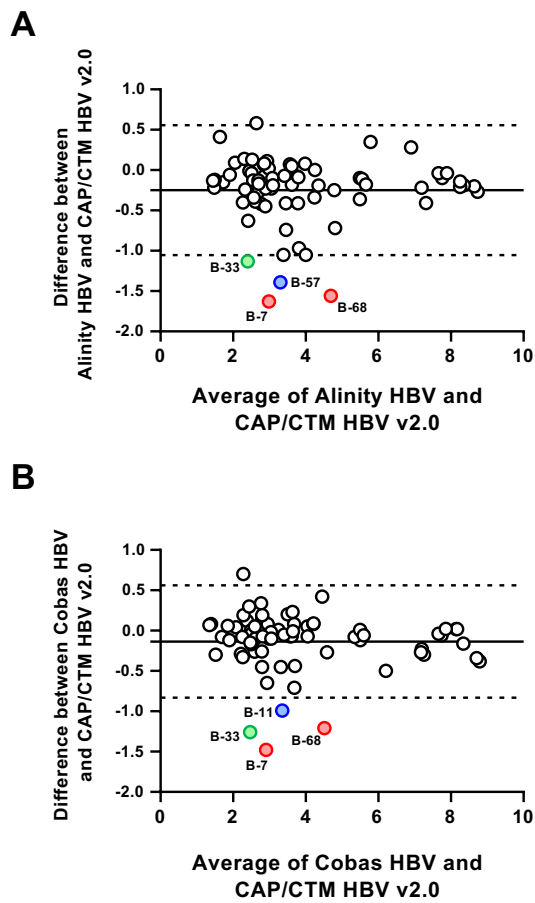 A
Difference between
Alinity HBV and CAP/CTM HBV v2.0
1.0
0.5
0.0
-0.5
-1.0
-1.5
-2.0
B-33
B-57
B-7
B-68
0
2
4
6
8
10
Average of Alinity HBV and
CAP/CTM HBV v2.0
B
Difference between Cobas HBV
and CAP/CTM HBV v2.0
1.0
0.5
0.0
-0.5
-1.0
-1.5
-2.0
B-11
B-33
B-68
B-7
0
2
4
6
8
10
Average of Cobas HBV and
CAP/CTM HBV v2.0